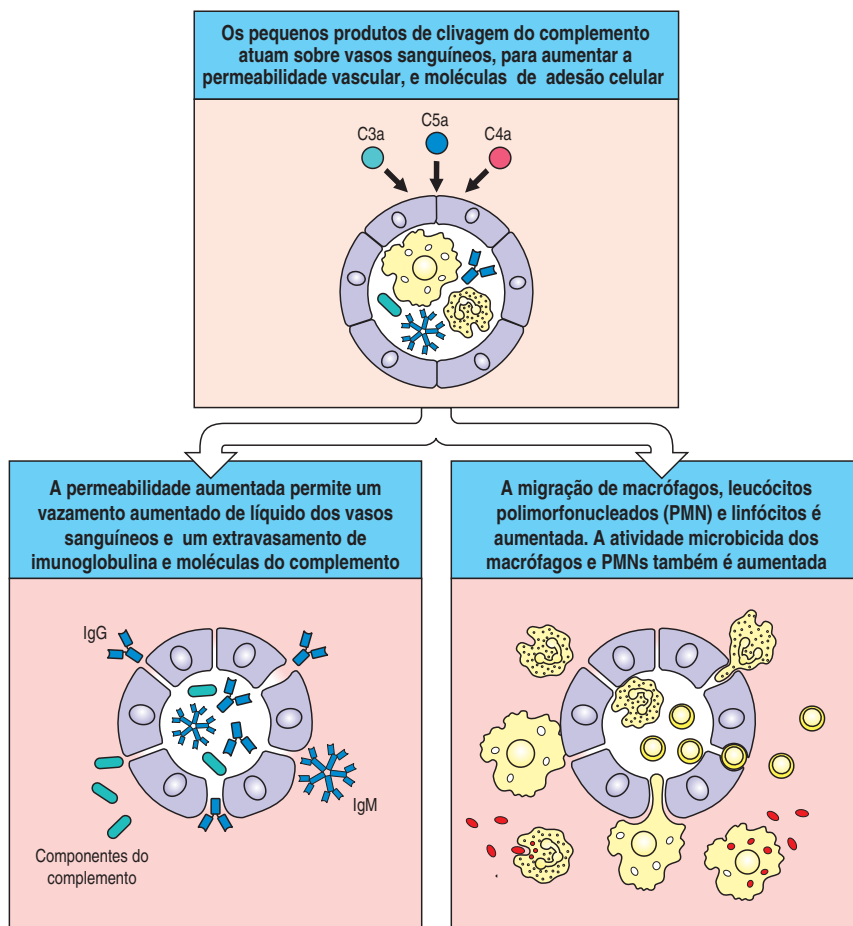 Os pequenos produtos de clivagem do complemento
atuam sobre vasos sanguíneos, para aumentar a
permeabilidade vascular, e moléculas de adesão celular
C3a
C5a
C4a
A permeabilidade aumentada permite um
vazamento aumentado de líquido dos vasos
sanguíneos e um extravasamento de
imunoglobulina e moléculas do complemento
IgG
IgM
Componentes do
complemento
A migração de macrófagos, leucócitos
polimorfonucleados (PMN) e linfócitos é
aumentada. A atividade microbicida dos
macrófagos e PMNs também é aumentada